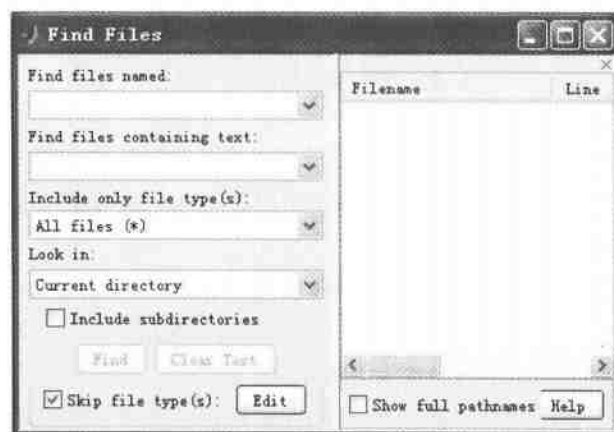 Find Files
Find files named:
Find files containing text:
Include only file type(s):
All files (*)
Look in:
Current directory
Include subdirectories
Find
Clear Text
Skip file type(s):
Edit
Filename
Line
Show full pathnames
Help